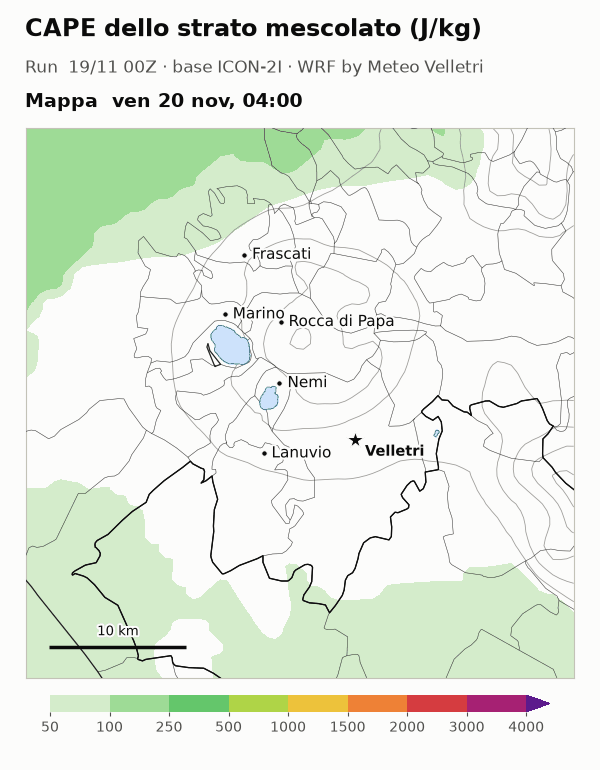 CAPE dello strato mescolato (J/kg)
Run  19/11 00Z · base ICON-2I · WRF by Meteo Velletri
Mappa  ven 20 nov, 04:00
Frascati
Marino
Rocca di Papa
Nemi
Velletri
Lanuvio
10 km
50 100 250 500 1000 1500 2000 3000 4000